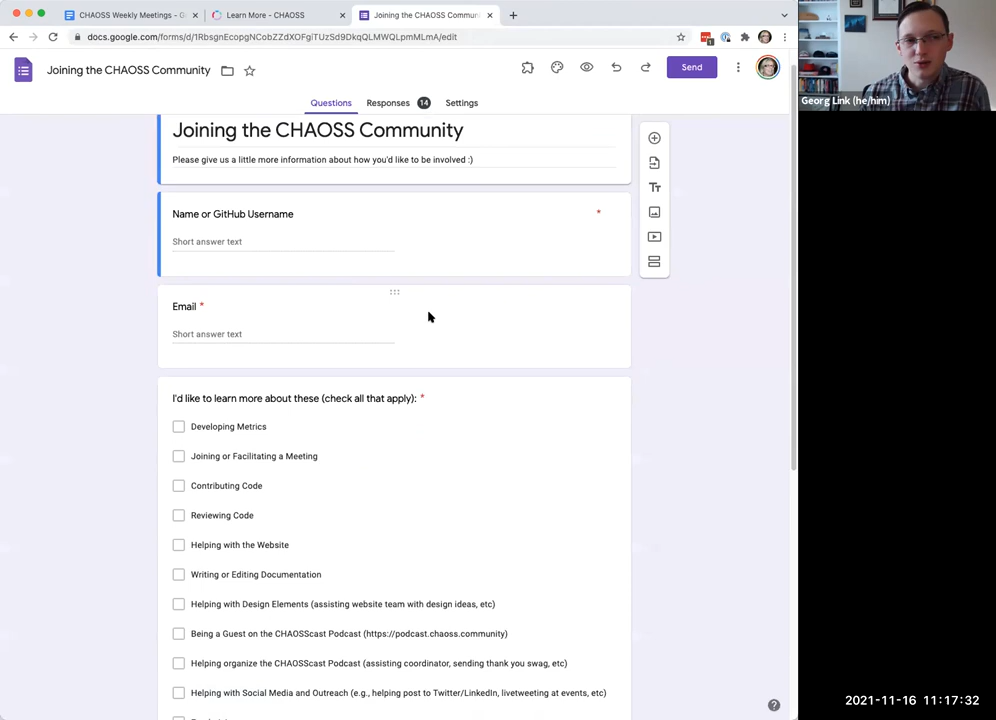 CHAOSS Weekly Meetings - G
Learn More - CHAOSS
Joining the CHAOSS Commun
docs.google.com/forms/d/1RbsgnEcopgNCobZZdXOFgiTUzSd9DkqQLMWQLpmMLmA/edit
Joining the CHAOSS Community
Send
Questions
Responses 14
Settings
Georg Link (he/him)
Joining the CHAOSS Community
Please give us a little more information about how you'd like to be involved :)
Name or GitHub Username *
Short answer text
Email *
Short answer text
I'd like to learn more about these (check all that apply): *
Developing Metrics
Joining or Facilitating a Meeting
Contributing Code
Reviewing Code
Helping with the Website
Writing or Editing Documentation
Helping with Design Elements (assisting website team with design ideas, etc)
Being a Guest on the CHAOSScast Podcast (https://podcast.chaoss.community)
Helping organize the CHAOSScast Podcast (assisting coordinator, sending thank you swag, etc)
Helping with Social Media and Outreach (e.g., helping post to Twitter/LinkedIn, livetweeting at events, etc)
2021-11-16 11:17:32